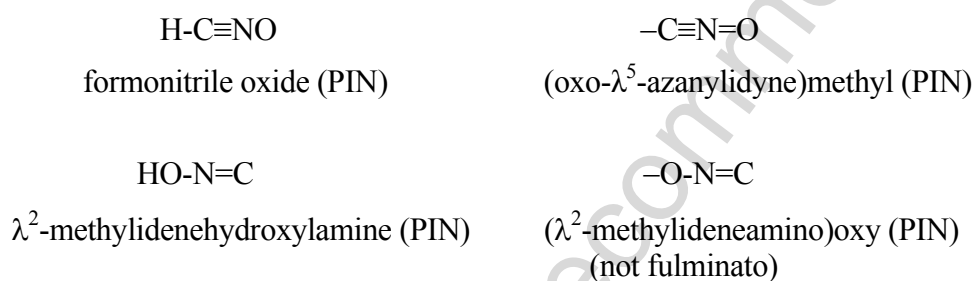 H-C≡NO –C≡N=O
formonitrile oxide (PIN) (oxo-λ⁵-azanylidyne)methyl (PIN)
HO-N=C –O-N=C
λ²-methylidenehydroxylamine (PIN) (λ²-methylideneamino)oxy (PIN)
(not fulminato)
ecomme